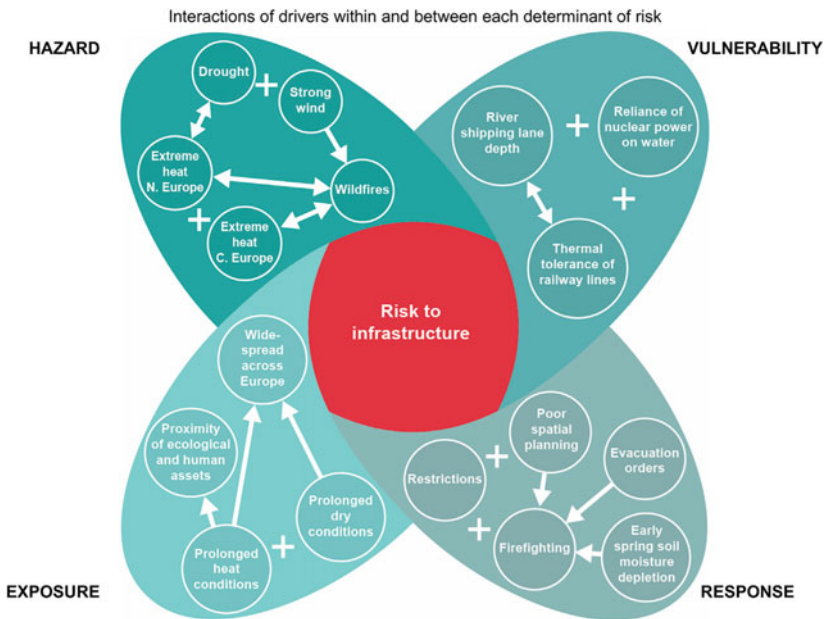 Interactions of drivers within and between each determinant of risk
HAZARD
Drought
+
Strong
wind
Extreme
heat
N. Europe
Wildfires
+
Extreme
heat
C. Europe
VULNERABILITY
River
shipping lane
depth
+
Reliance of
nuclear power
on water
+
Thermal
tolerance of
railway lines
Risk to
infrastructure
Wide-
spread
across
Europe
Proximity
of ecological
and human
assets
Prolonged
dry
conditions
+
Prolonged
heat
conditions
EXPOSURE
Poor
spatial
planning
+
Restrictions
Evacuation
orders
+
Firefighting
Early
spring soil
moisture
depletion
RESPONSE